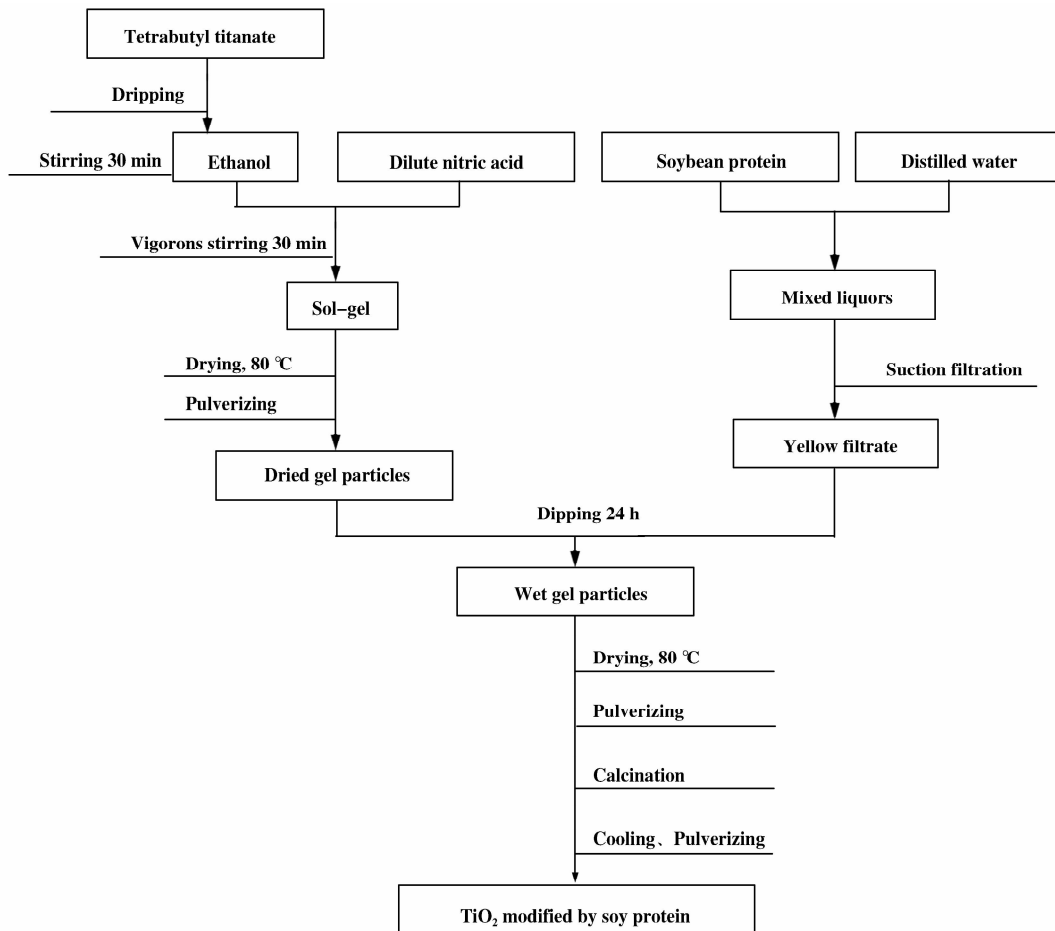 Tetrabutyl titanate
Dripping
Stirring 30 min
Ethanol
Dilute nitric acid
Soybean protein
Distilled water
Vigorons stirring 30 min
Mixed liquors
Sol-gel
Drying, 80 ℃
Suction filtration
Pulverizing
Yellow filtrate
Dried gel particles
Dipping 24 h
Wet gel particles
Drying, 80 ℃
Pulverizing
Calcination
Cooling、Pulverizing
TiO₂ modified by soy protein